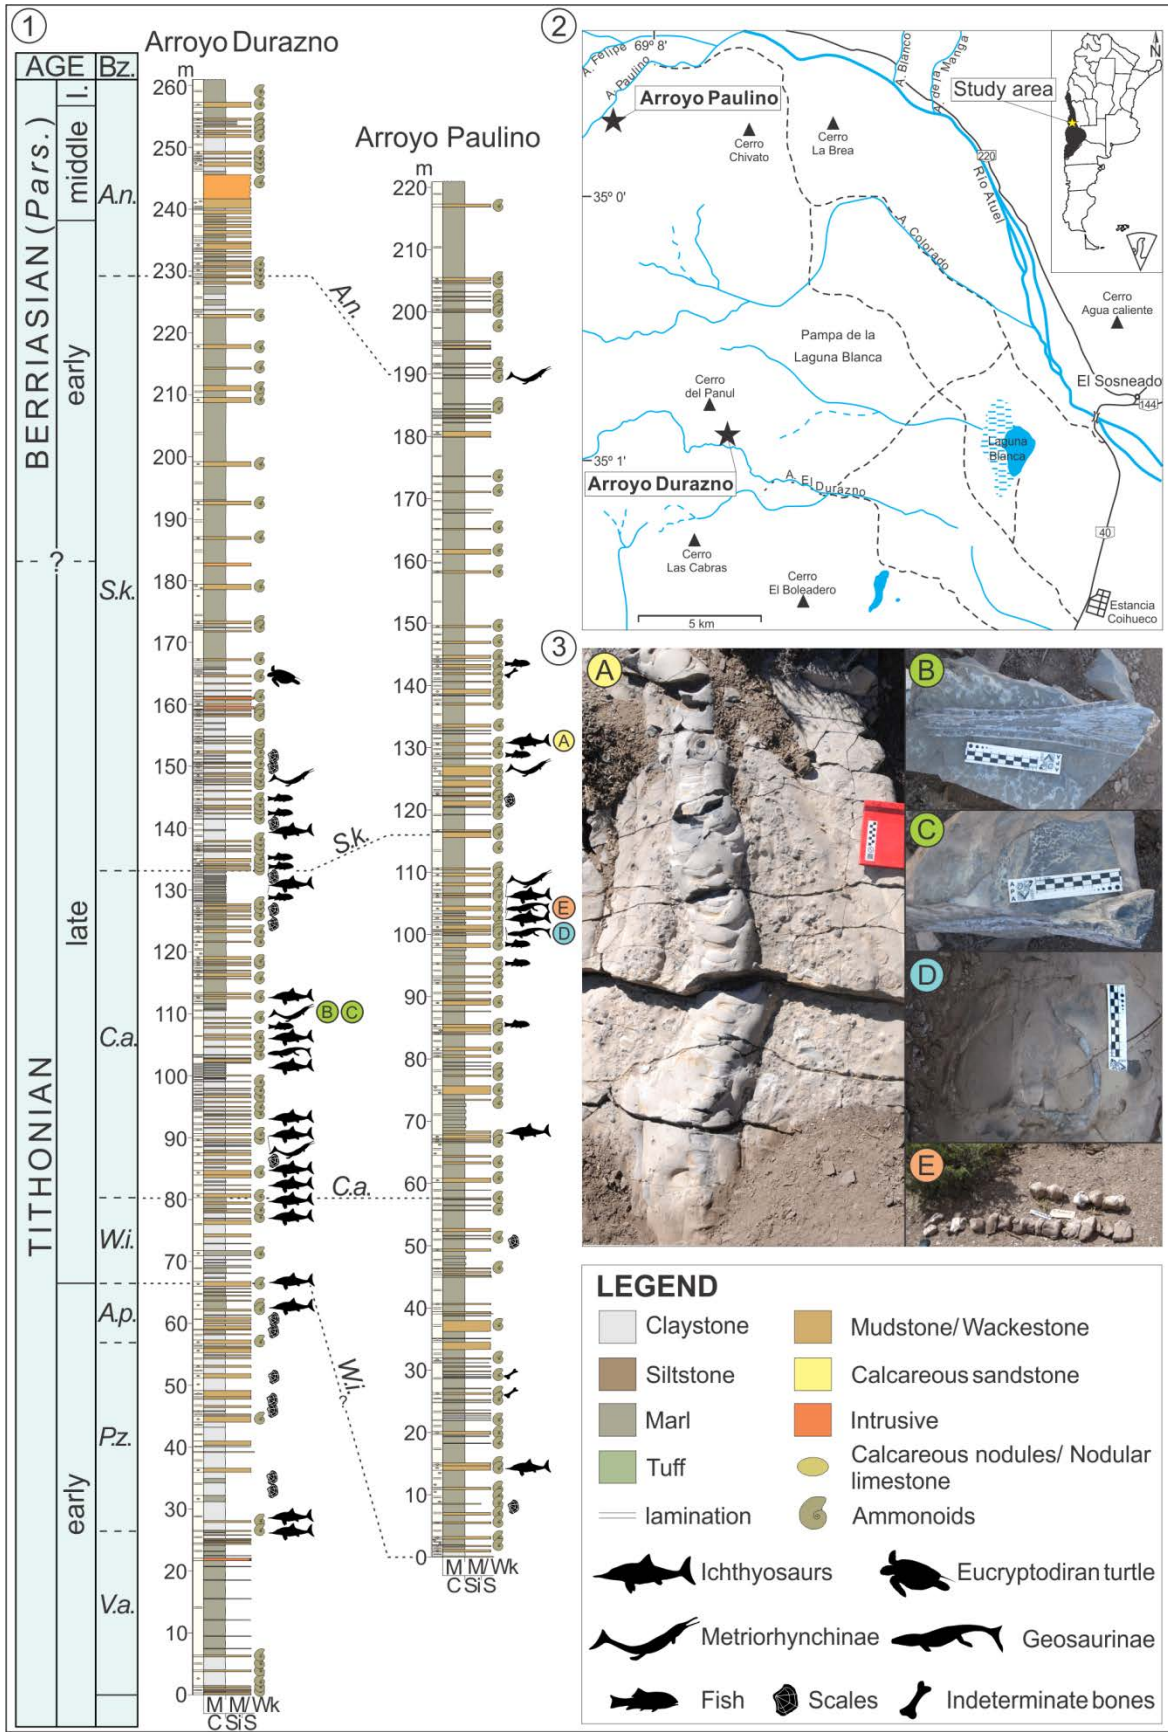 1
Arroyo Durazno
AGE
Bz.
m
BERRIASIAN (Pars.)
l.
middle
early
?
TITHONIAN
late
early
A.n.
S.k.
C.a.
W.i.
A.p.
P.z.
V.a.
260
250
240
230
220
210
200
190
180
170
160
150
140
130
120
110
100
90
80
70
60
50
40
30
20
10
0
M M/Wk
C Si S
B C
A.n.
S.k.
C.a.
W.i.
?
Arroyo Paulino
m
220
210
200
190
180
170
160
150
140
130
120
110
100
90
80
70
60
50
40
30
20
10
0
M M/Wk
C Si S
A
E
D
2
69º 8'
A. Felipe
A. Paulino
Arroyo Paulino
A. Blanco
A. de la Manga
Study area
N
Cerro
Chivato
Cerro
La Brea
220
Río Atuel
35º 0'
A. Colorado
Cerro
Agua caliente
Pampa de la
Laguna Blanca
El Sosneado
144
Cerro
del Panul
Laguna
Blanca
35º 1'
Arroyo Durazno
A. El Durazno
40
Cerro
Las Cabras
Cerro
El Boleadero
Estancia
Coihueco
5 km
3
A
B
C
D
E
LEGEND
Claystone
Mudstone/ Wackestone
Siltstone
Calcareous sandstone
Marl
Intrusive
Tuff
Calcareous nodules/ Nodular
limestone
lamination
Ammonoids
Ichthyosaurs
Eucryptodiran turtle
Metriorhynchinae
Geosaurinae
Fish
Scales
Indeterminate bones